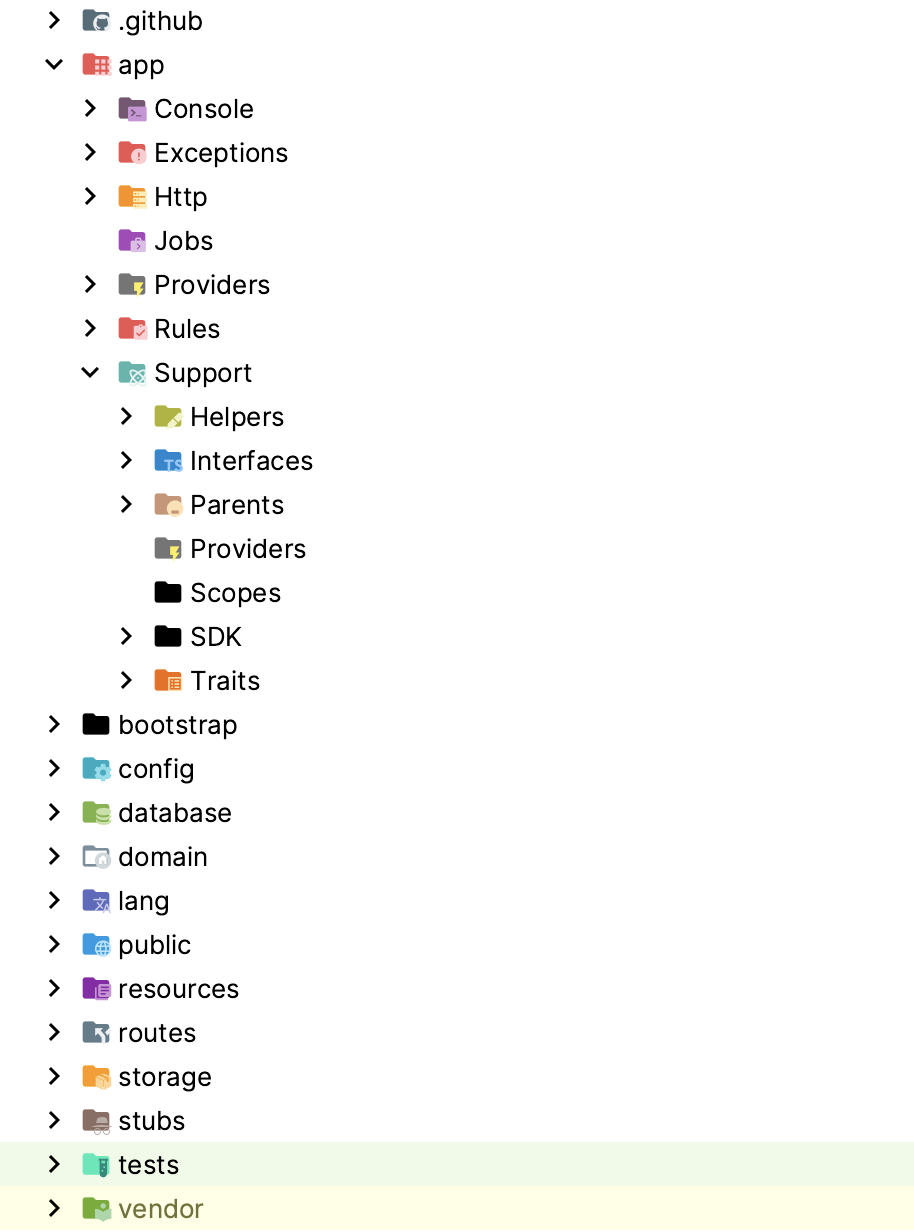 .github
app
Console
Exceptions
Http
Jobs
Providers
Rules
Support
Helpers
Interfaces
Parents
Providers
Scopes
SDK
Traits
bootstrap
config
database
domain
lang
public
resources
routes
storage
stubs
tests
vendor